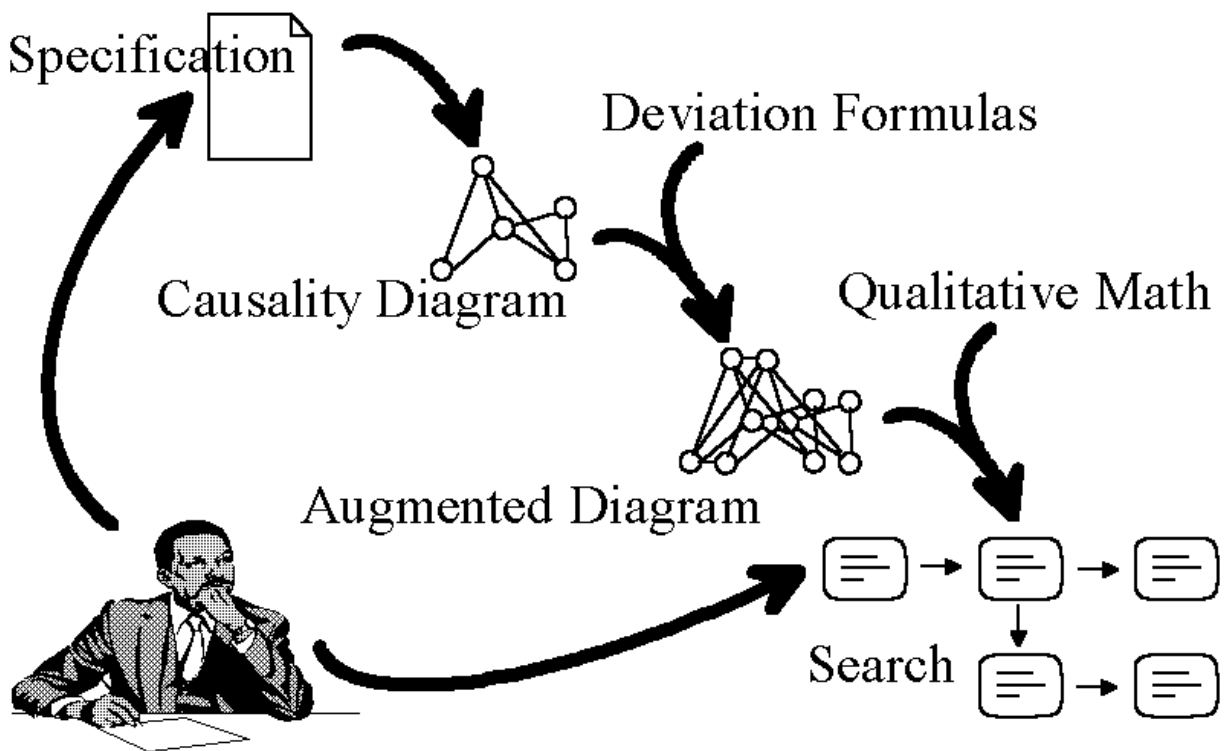 Specification
Deviation Formulas
Causality Diagram
Qualitative Math
Augmented Diagram
Search